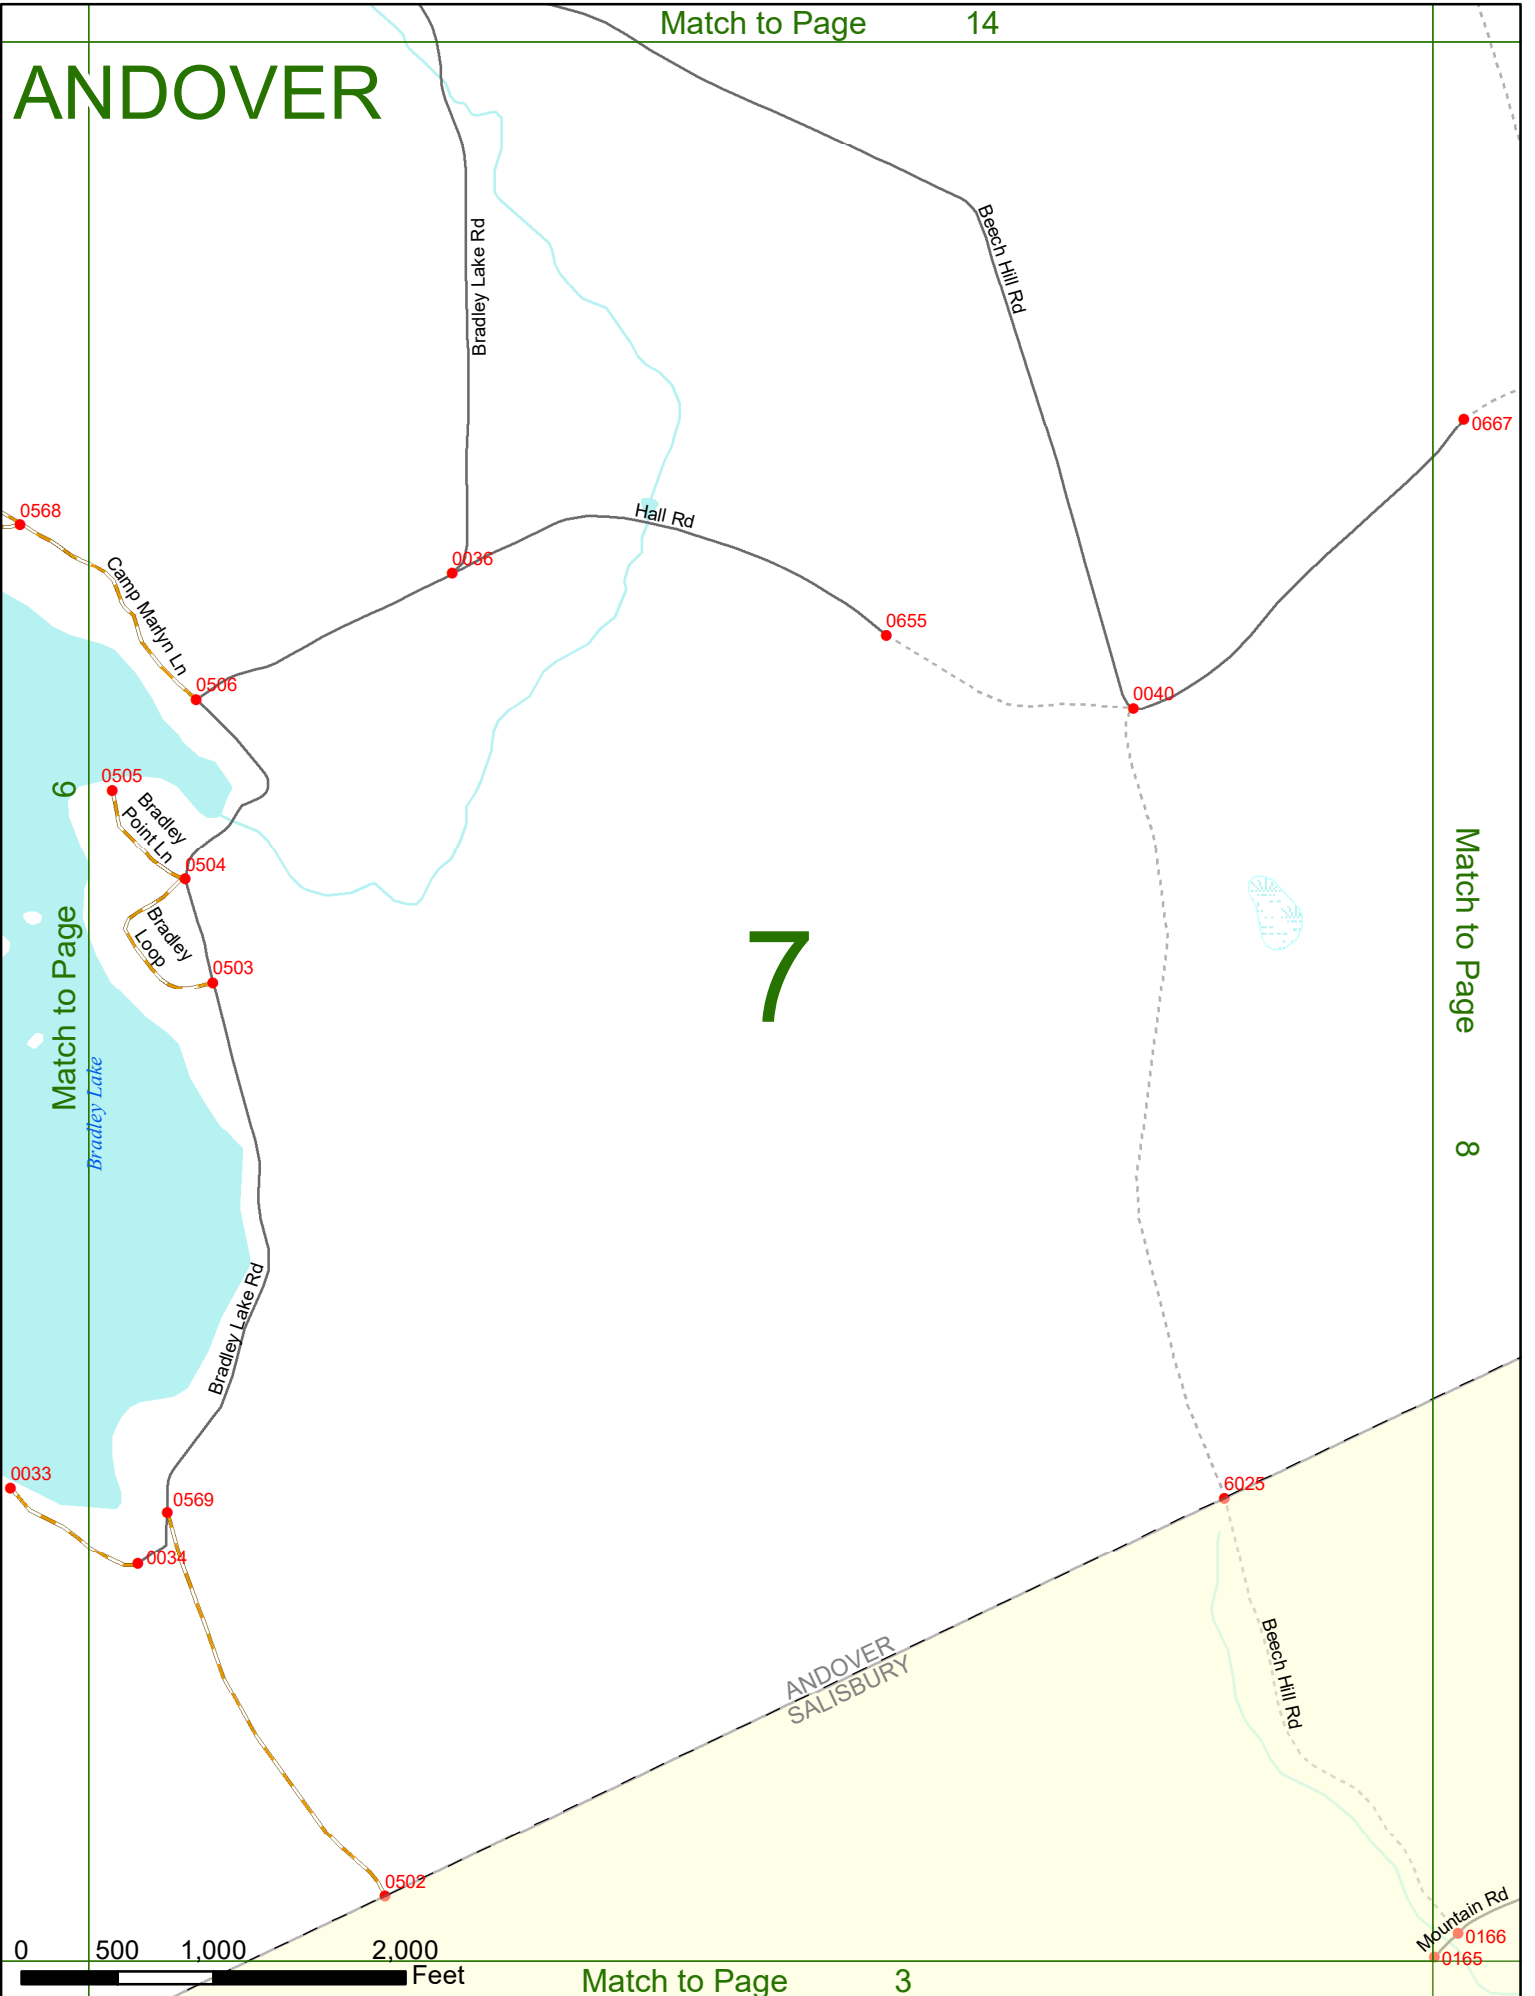 Match to Page 14
ANDOVER
Bradley Lake Rd
Beech Hill Rd
0667
0568
Hall Rd
0036
Camp Marlyn Ln
0655
0506
0040
6
Match to Page
0505
Bradley
Point Ln
0504
Bradley
Loop
0503
7
Match to Page
8
Bradley Lake
Bradley Lake Rd
0033
0569
0034
6025
ANDOVER
SALISBURY
Beech Hill Rd
0502
Mountain Rd
0166
0165
0 500 1,000 2,000
Feet
Match to Page 3